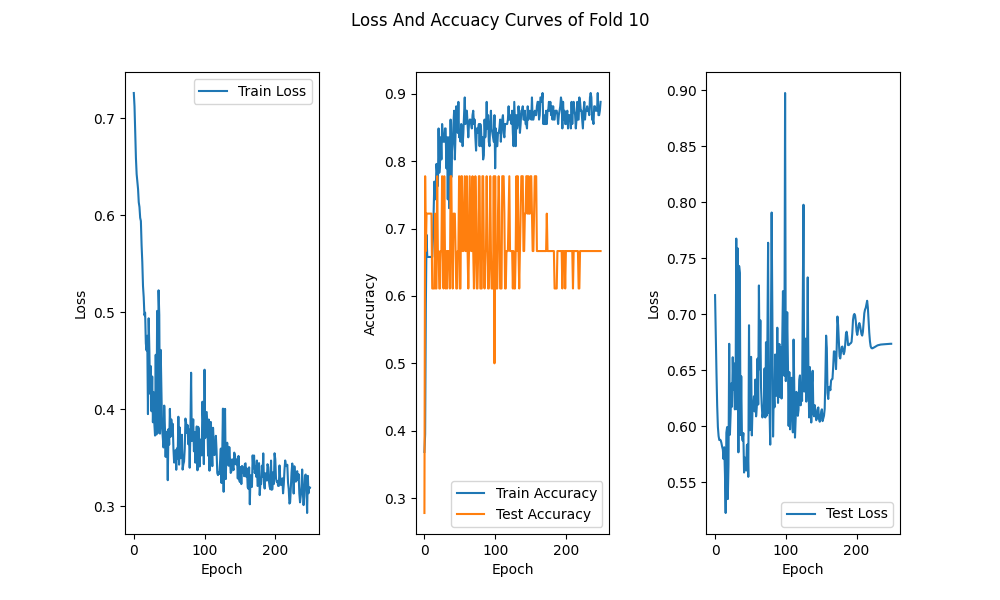 Loss And Accuacy Curves of Fold 10
Train Loss
0.7
0.6
0.5
0.4
0.3
Loss
0 100 200
Epoch
0.9
0.8
0.7
0.6
0.5
0.4
0.3
Accuracy
Train Accuracy
Test Accuracy
0 100 200
Epoch
0.90
0.85
0.80
0.75
0.70
0.65
0.60
0.55
Loss
Test Loss
0 100 200
Epoch